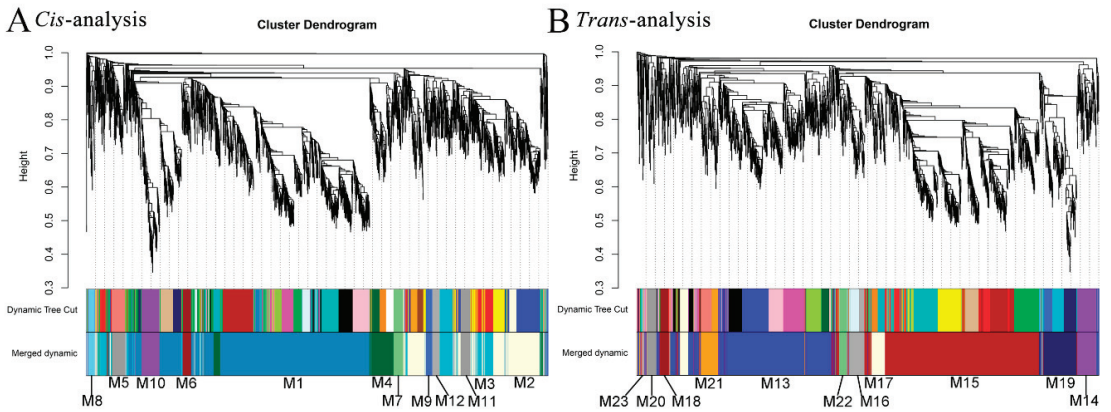 A Cis-analysis
Cluster Dendrogram
Height
1.0
0.9
0.8
0.7
0.6
0.5
0.4
0.3
Dynamic Tree Cut
Merged dynamic
M5 M10 M6 M1 M4 M3 M2
M8 M7 M9 M12 M11
B Trans-analysis
Cluster Dendrogram
Height
1.0
0.9
0.8
0.7
0.6
0.5
0.4
0.3
Dynamic Tree Cut
Merged dynamic
M21 M13 M17 M15 M19
M23 M20 M18 M22 M16 M14